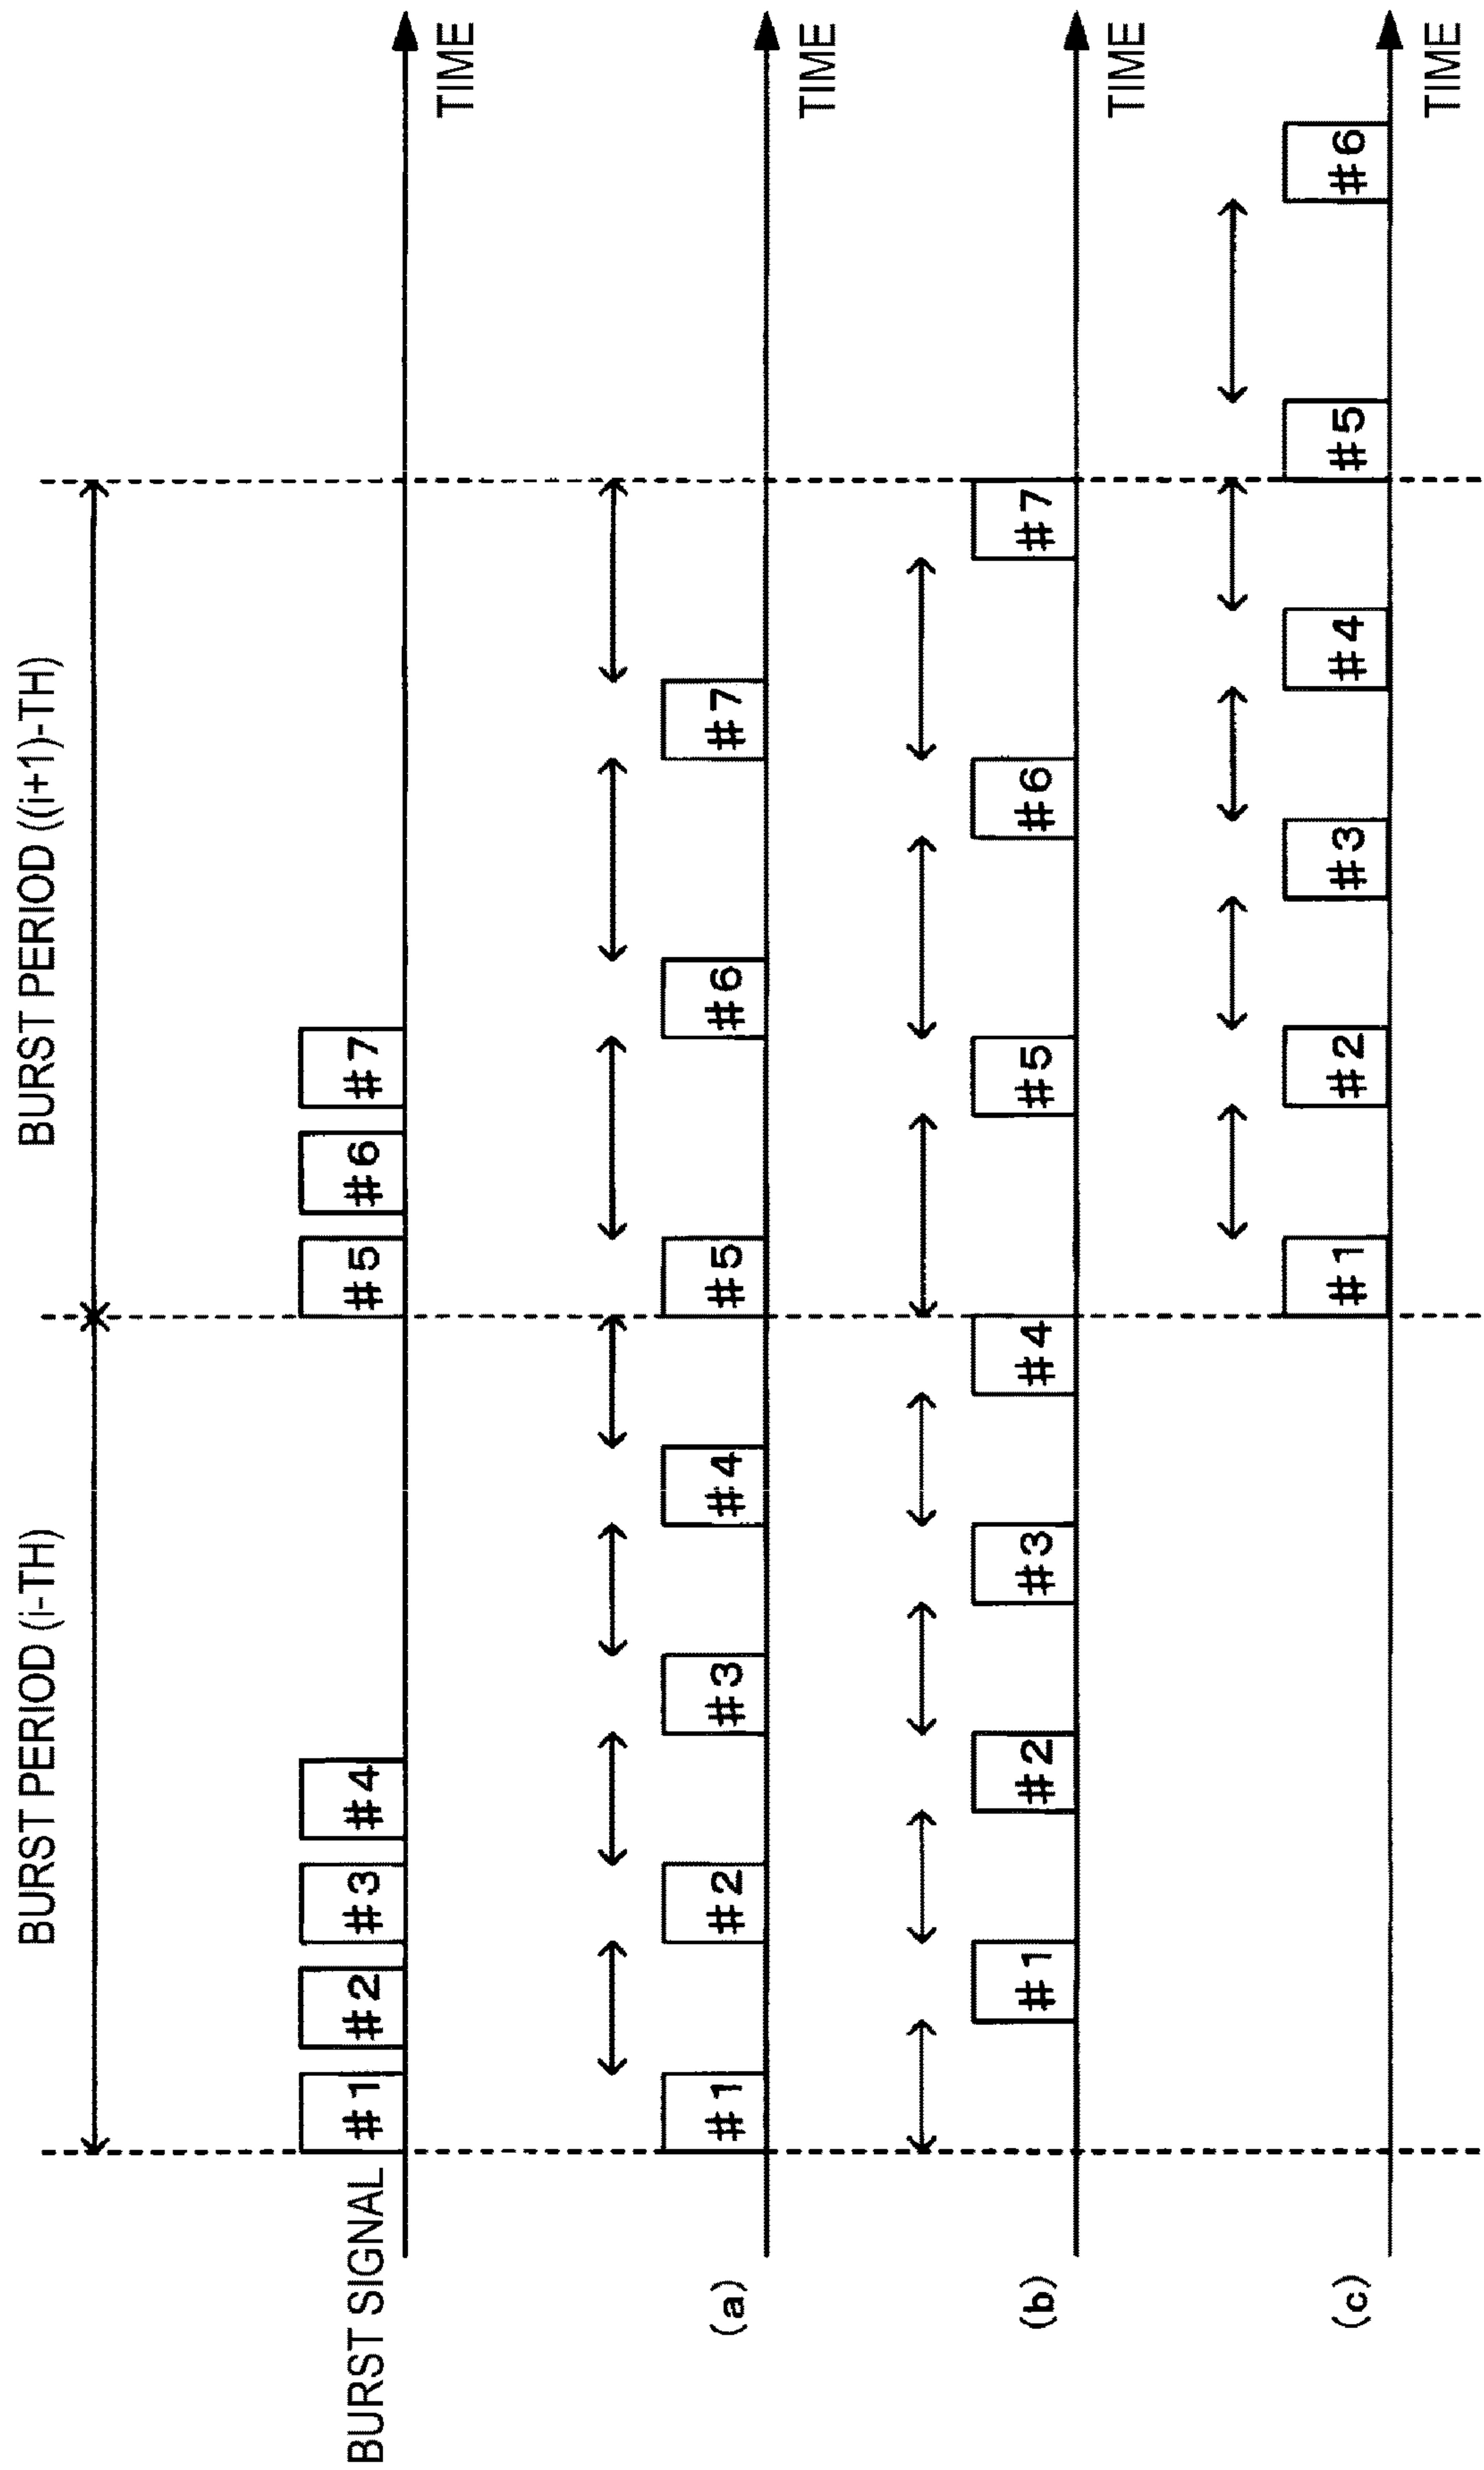 BURST PERIOD (i-TH)
BURST PERIOD ((i+1)-TH)
BURST SIGNAL
#1 #2 #3 #4 #5 #6 #7
TIME
(a)
#1 #2 #3 #4 #5 #6 #7
TIME
(b)
#1 #2 #3 #4 #5 #6 #7
TIME
(c)
#1 #2 #3 #4 #5 #6
TIME